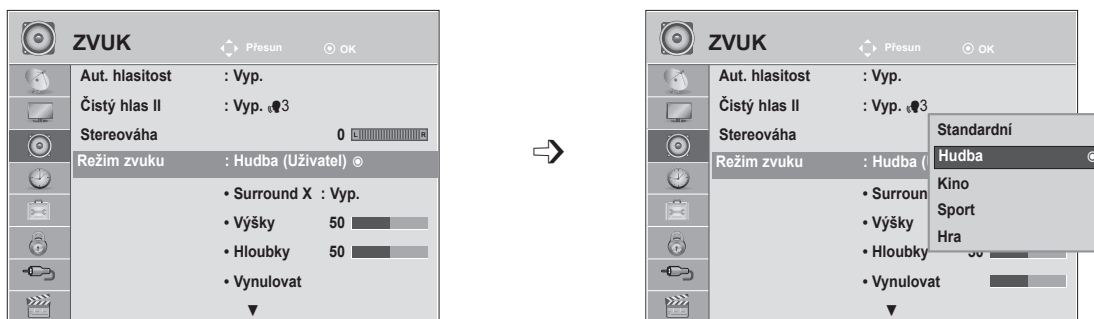 ZVUK
Přesun OK
Aut. hlasitost : Vyp.
Čistý hlas II : Vyp. 3
Stereováha 0 L R
Režim zvuku : Hudba (Uživatel)
• Surround X : Vyp.
• Výšky 50
• Hloubky 50
• Vynulovat
ZVUK
Přesun OK
Aut. hlasitost : Vyp.
Čistý hlas II : Vyp. 3
Stereováha
Režim zvuku : Hudba (
• Surroun
• Výšky
• Hloubky 50
• Vynulovat
Standardní
Hudba
Kino
Sport
Hra